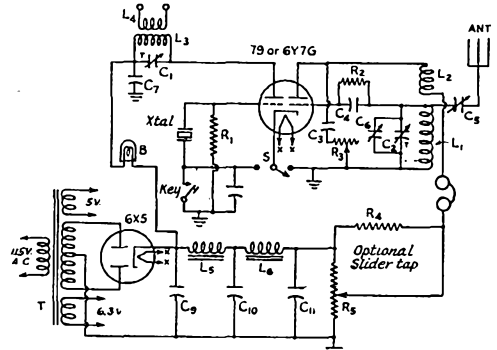 L4
L3
T
C1
C7
79 or 6Y7G
ANT
R2
L2
C4
C5
Xtal
R1
C3
C6
C2
T
L1
R3
B
S
x x
Key
5V.
6X5
115V. A C
T
6.3 V
x
x
L5
L6
R4
Optional
Slider tap
R5
C9
C10
C11